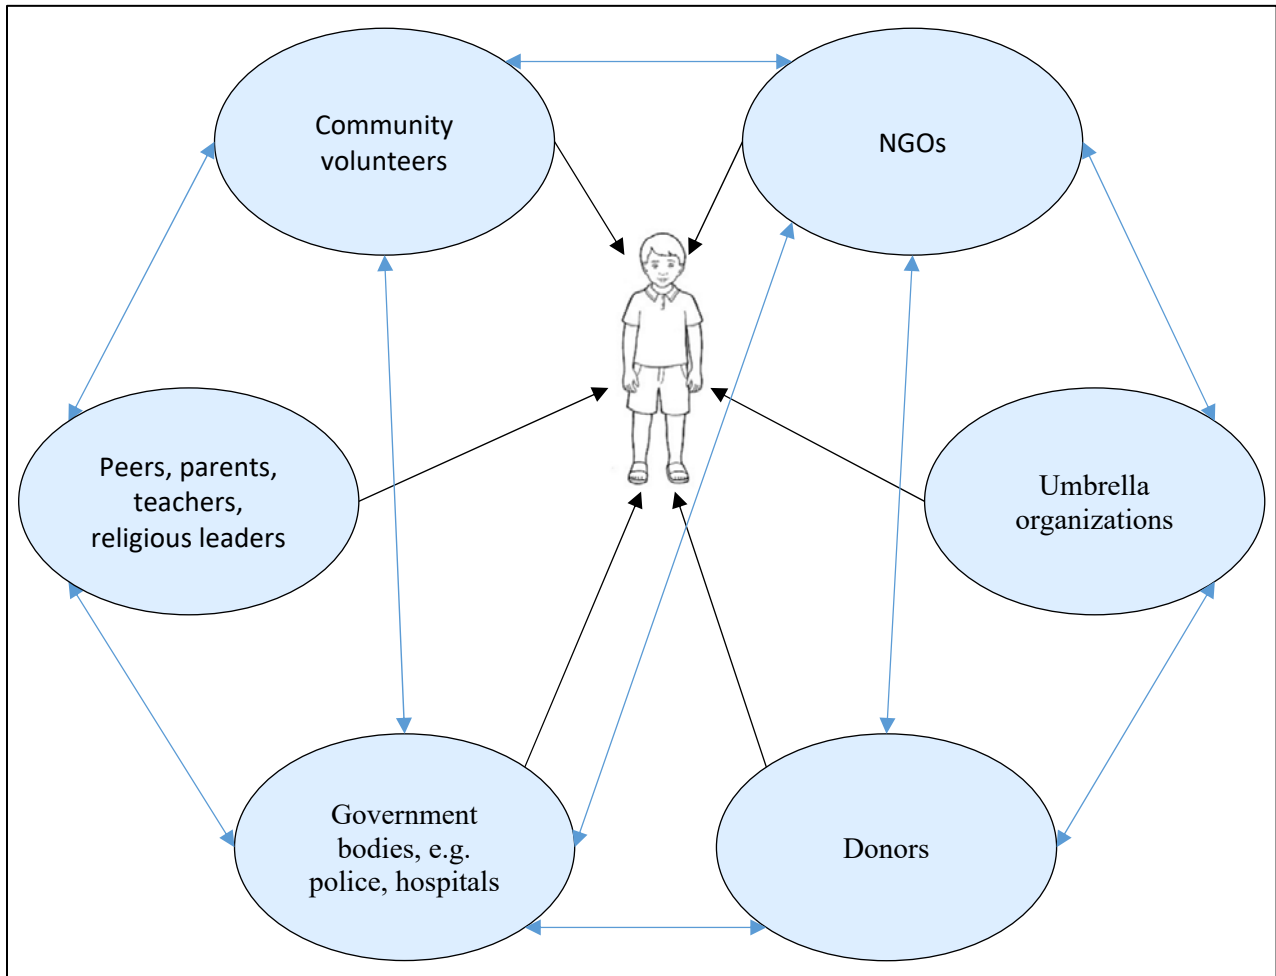 Community
volunteers
NGOs
Peers, parents,
teachers,
religious leaders
Umbrella
organizations
Government
bodies, e.g.
police, hospitals
Donors